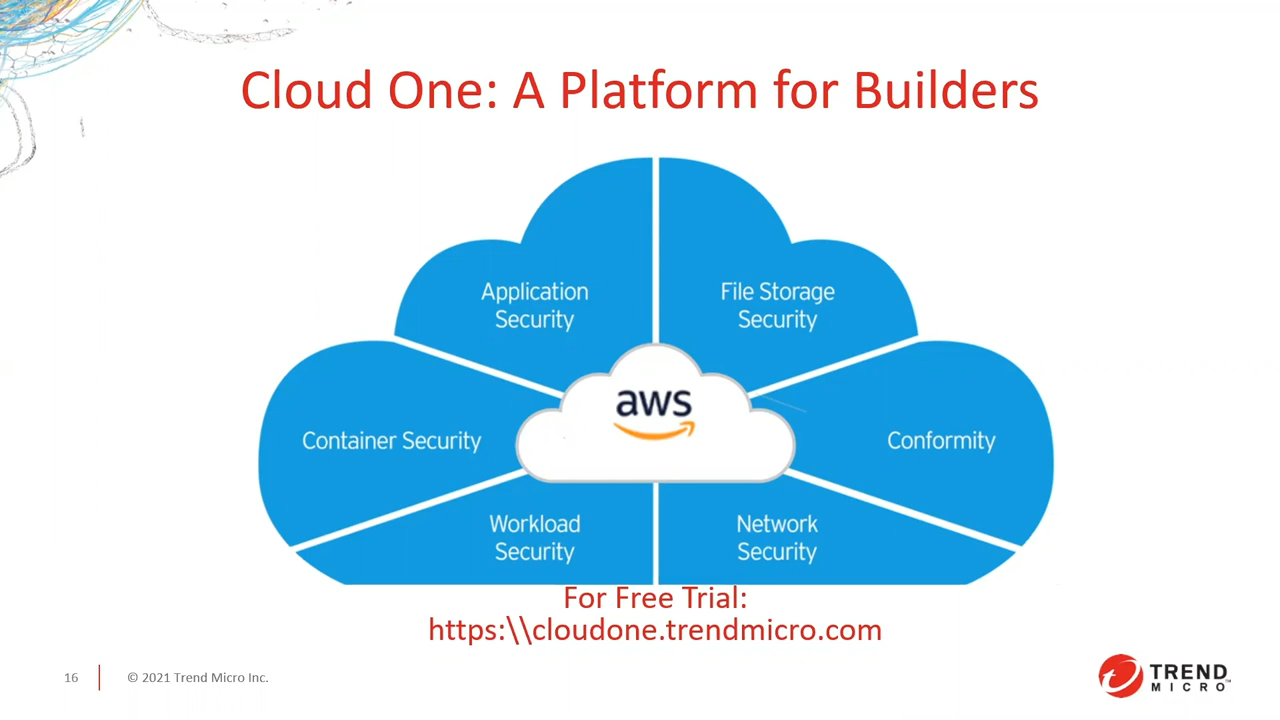 Cloud One: A Platform for Builders
Application
Security
File Storage
Security
Container Security
aws
Conformity
Workload
Security
Network
Security
For Free Trial:
https:\\cloudone.trendmicro.com
16
© 2021 Trend Micro Inc.
TREND
MICRO™